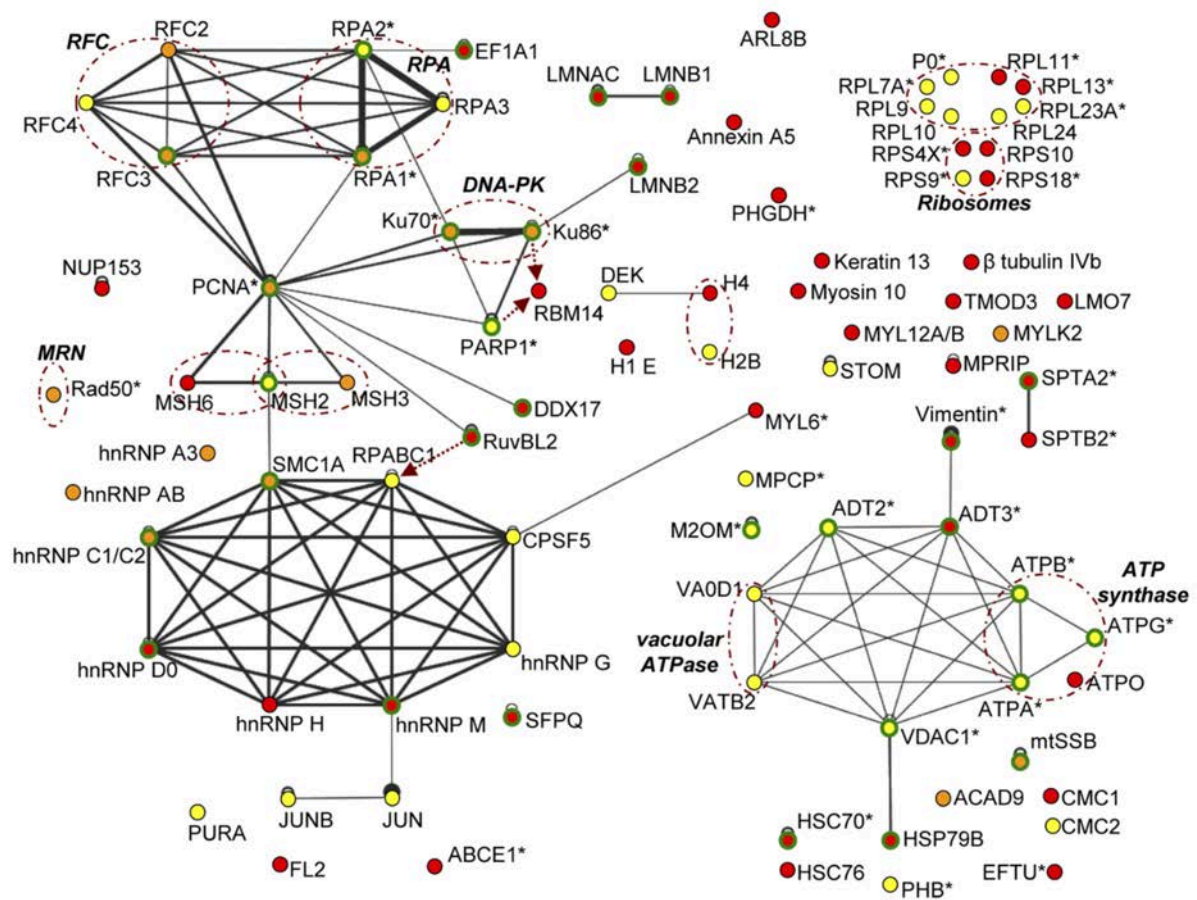 RFC
RFC2
RPA2*
RPA
EF1A1
RFC4
RPA3
RFC3
RPA1*
LMNAC
LMNB1
ARL8B
Annexin A5
P0*
RPL11*
RPL7A*
RPL13*
RPL9
RPL23A*
RPL10
RPL24
RPS4X*
RPS10
RPS9*
RPS18*
Ribosomes
DNA-PK
LMNB2
Ku70*
Ku86*
PHGDH*
NUP153
PCNA*
DEK
H4
RBM14
PARP1*
H1 E
H2B
Keratin 13
β tubulin IVb
Myosin 10
TMOD3
LMO7
MYL12A/B
MYLK2
STOM
MPRIP
SPTA2*
SPTB2*
MRN
Rad50*
MSH6
MSH2
MSH3
DDX17
MYL6*
Vimentin*
hnRNP A3
SMC1A
RPABC1
RuvBL2
hnRNP AB
MPCP*
hnRNP C1/C2
CPSF5
M2OM*
ADT2*
ADT3*
VA0D1
ATPB*
ATP
synthase
vacuolar
ATPase
ATPG*
hnRNP D0
hnRNP G
VATB2
ATPA*
ATPO
hnRNP H
hnRNP M
SFPQ
VDAC1*
mtSSB
PURA
JUNB
JUN
ACAD9
CMC1
CMC2
FL2
ABCE1*
HSC70*
HSP79B
HSC76
PHB*
EFTU*